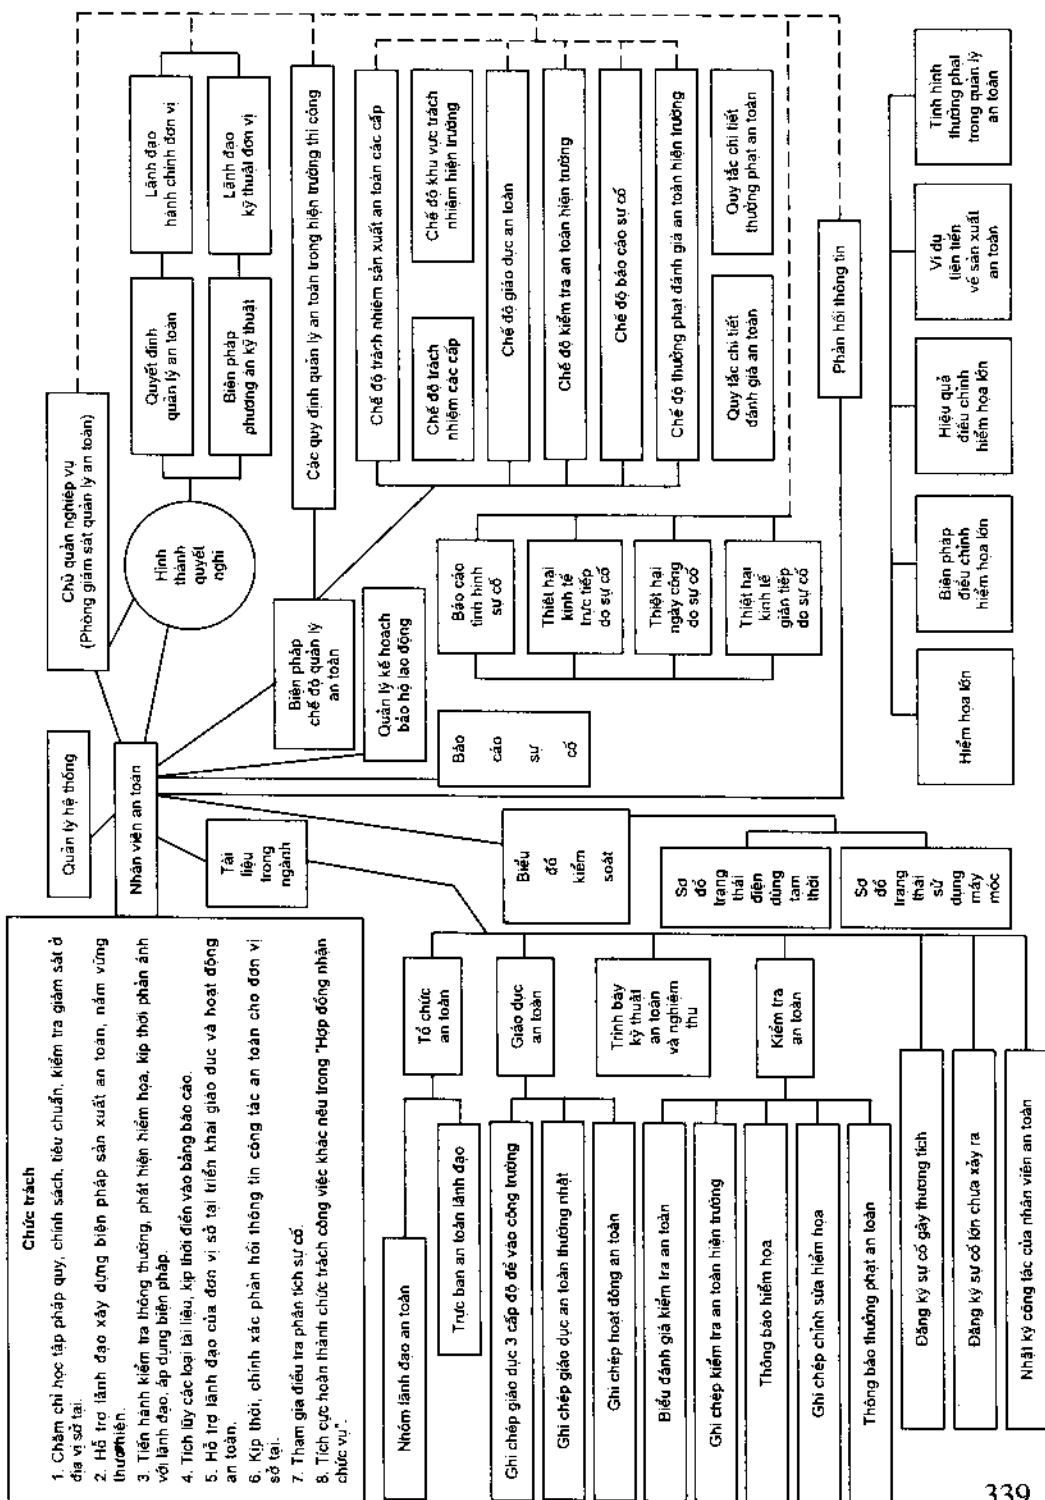 Chức trách
1. Chăm chỉ học tập pháp quy, chính sách, tiêu chuẩn, kiểm tra giám sát ở
địa vị sở tại.
2. Hỗ trợ lãnh đạo xây dựng biện pháp sản xuất an toàn, nắm vững
3. Tiến hành kiểm tra thông thường, phát hiện hiểm họa, kịp thời phản ánh
với lãnh đạo, áp dụng biện pháp.
4. Tích lũy các loại tài liệu, kịp thời điền vào bảng báo cáo.
5. Hỗ trợ lãnh đạo của đơn vị sở tại triển khai giáo dục và hoạt động
an toàn.
6. Kịp thời, chính xác phản hồi thông tin công tác an toàn cho đơn vị
sở tại.
7. Tham gia điều tra phân tích sự cố.
8. Tích cực hoàn thành chức trách công việc khác nêu trong "Hợp đồng nhận
chức vụ".
Quản lý hệ thống
Nhân viên an toàn
Chủ quản nghiệp vụ
(Phòng giám sát quản lý an toàn)
Hình
thành
quyết
nghị
Quyết định
quản lý an toàn
Lãnh đạo
hành chính đơn vị
Biện pháp
phương án kỹ thuật
Lãnh đạo
kỹ thuật đơn vị
Biện pháp
chế độ quản lý
an toàn
Các quy định quản lý an toàn trong hiện trường thi công
Chế độ trách nhiệm sản xuất an toàn các cấp
Chế độ trách
nhiệm các cấp
Chế độ khu vực trách
nhiệm hiện trường
Chế độ giáo dục an toàn
Chế độ kiểm tra an toàn hiện trường
Chế độ báo cáo sự cố
Chế độ thưởng phạt đánh giá an toàn hiện trường
Quy tắc chi tiết
đánh giá an toàn
Quy tắc chi tiết
thưởng phạt an toàn
Quản lý kế hoạch
bảo hộ lao động
Báo
cáo
sự
cố
Báo cáo
tình hình
sự cố
Thiệt hại
kinh tế
trực tiếp
do sự cố
Thiệt hại
ngày công
do sự cố
Thiệt hại
kinh tế
gián tiếp
do sự cố
Phản hồi thông tin
Hiểm họa lớn
Biện pháp
điều chỉnh
hiểm họa lớn
Hiệu quả
điều chỉnh
hiểm họa lớn
Ví dụ
tiên tiến
về sản xuất
an toàn
Tình hình
thưởng phạt
trong quản lý
an toàn
Tài
liệu
trong
ngành
Biểu
đồ
kiểm
soát
Sơ
đồ
trạng
thái
điện
dùng
tạm
thời
Sơ
đồ
trạng
thái
sử
dụng
máy
móc
Tổ chức
an toàn
Nhóm lãnh đạo an toàn
Trực ban an toàn lãnh đạo
Giáo dục
an toàn
Ghi chép giáo dục 3 cấp độ để vào công trường
Ghi chép giáo dục an toàn thường nhật
Ghi chép hoạt động an toàn
Trình bày
kỹ thuật
an toàn
và nghiệm
thu
Kiểm tra
an toàn
Biểu đánh giá kiểm tra an toàn
Ghi chép kiểm tra an toàn hiện trường
Thông báo hiểm họa
Ghi chép chỉnh sửa hiểm họa
Thông báo thưởng phạt an toàn
Đăng ký sự cố gây thương tích
Đăng ký sự cố lớn chưa xảy ra
Nhật ký công tác của nhân viên an toàn
339